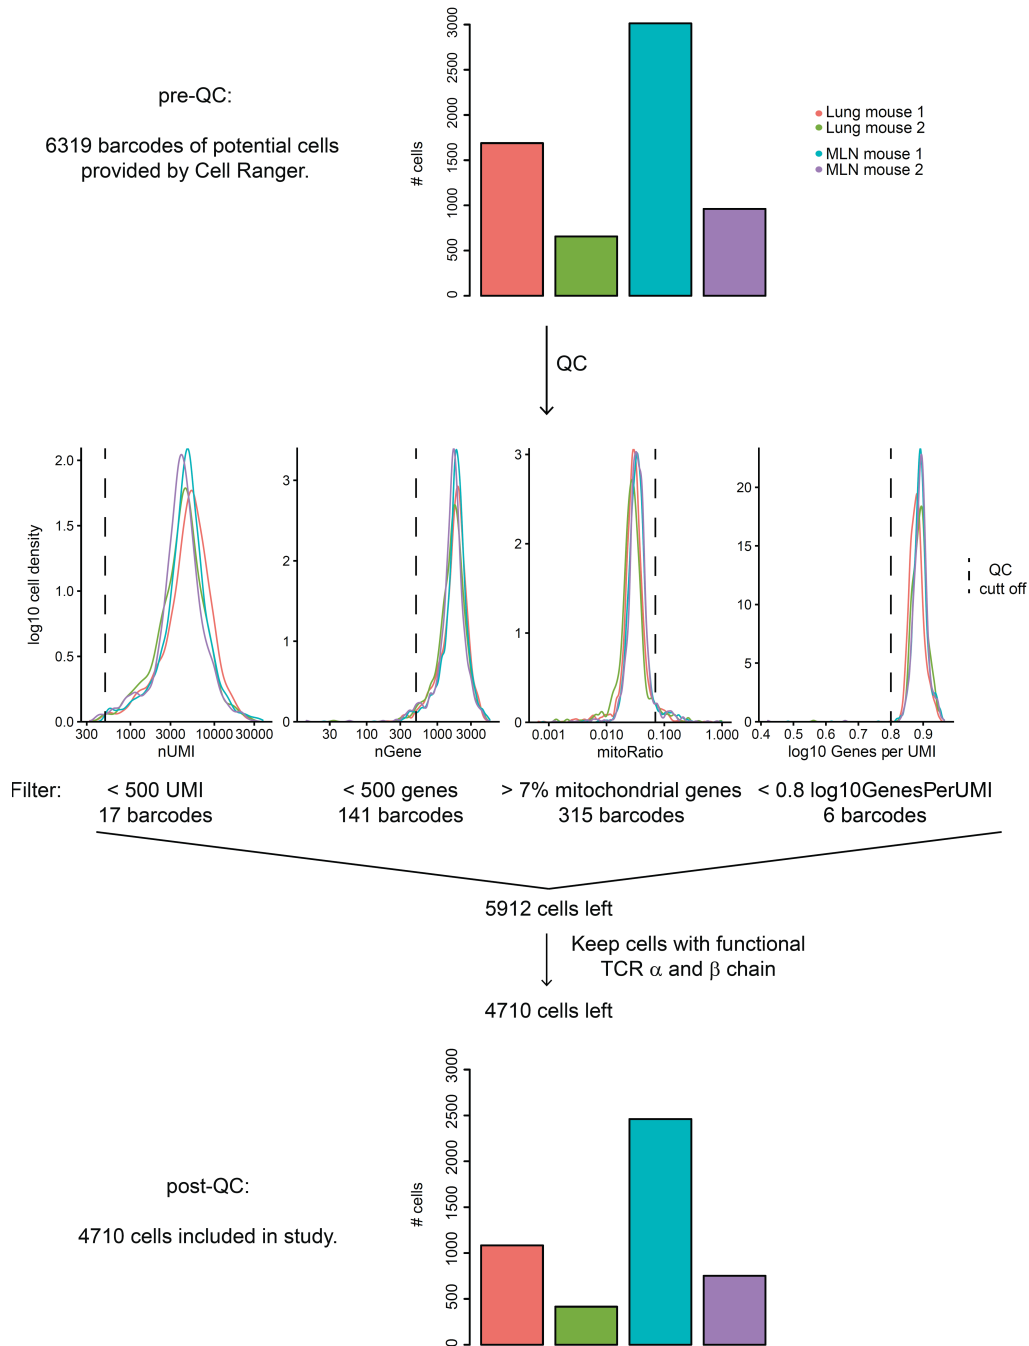 pre-QC:
6319 barcodes of potential cells
provided by Cell Ranger.
# cells
0
500
1000
1500
2000
2500
3000
Lung mouse 1
Lung mouse 2
MLN mouse 1
MLN mouse 2
QC
log10 cell density
2.0
1.5
1.0
0.5
0.0
300 1000 3000 10000 30000
nUMI
3
2
1
0
30 100 300 1000 3000
nGene
3
2
1
0
0.001 0.010 0.100 1.000
mitoRatio
20
15
10
5
0
0.4 0.5 0.6 0.7 0.8 0.9
log10 Genes per UMI
QC
cutt off
Filter:
< 500 UMI
17 barcodes
< 500 genes
141 barcodes
> 7% mitochondrial genes
315 barcodes
< 0.8 log10GenesPerUMI
6 barcodes
5912 cells left
Keep cells with functional
TCR α and β chain
4710 cells left
post-QC:
4710 cells included in study.
# cells
0
500
1000
1500
2000
2500
3000